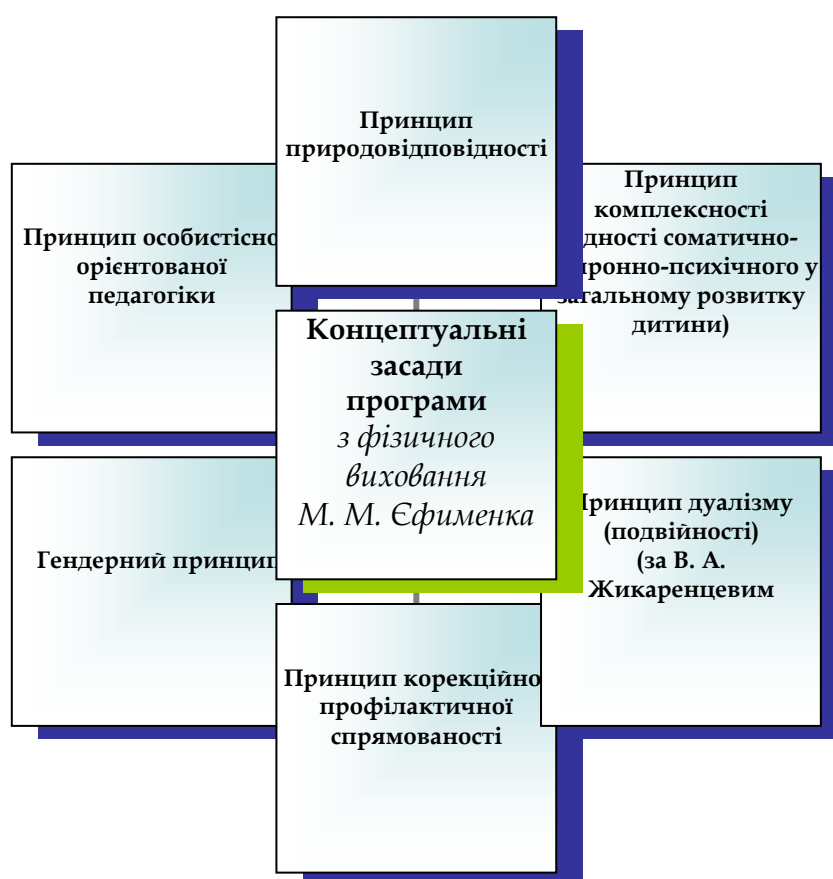 Принцип
природовідповідності
Принцип особистісно
орієнтованої
педагогіки
Принцип
комплексності
дності соматично-
ронно-психічного у
загальному розвитку
дитини)
Концептуальні
засади
програми
з фізичного
виховання
М. М. Єфименка
Гендерний принцип
Принцип дуалізму
(подвійності)
(за В. А.
Жикаренцевим
Принцип корекційно
профілактичної
спрямованості